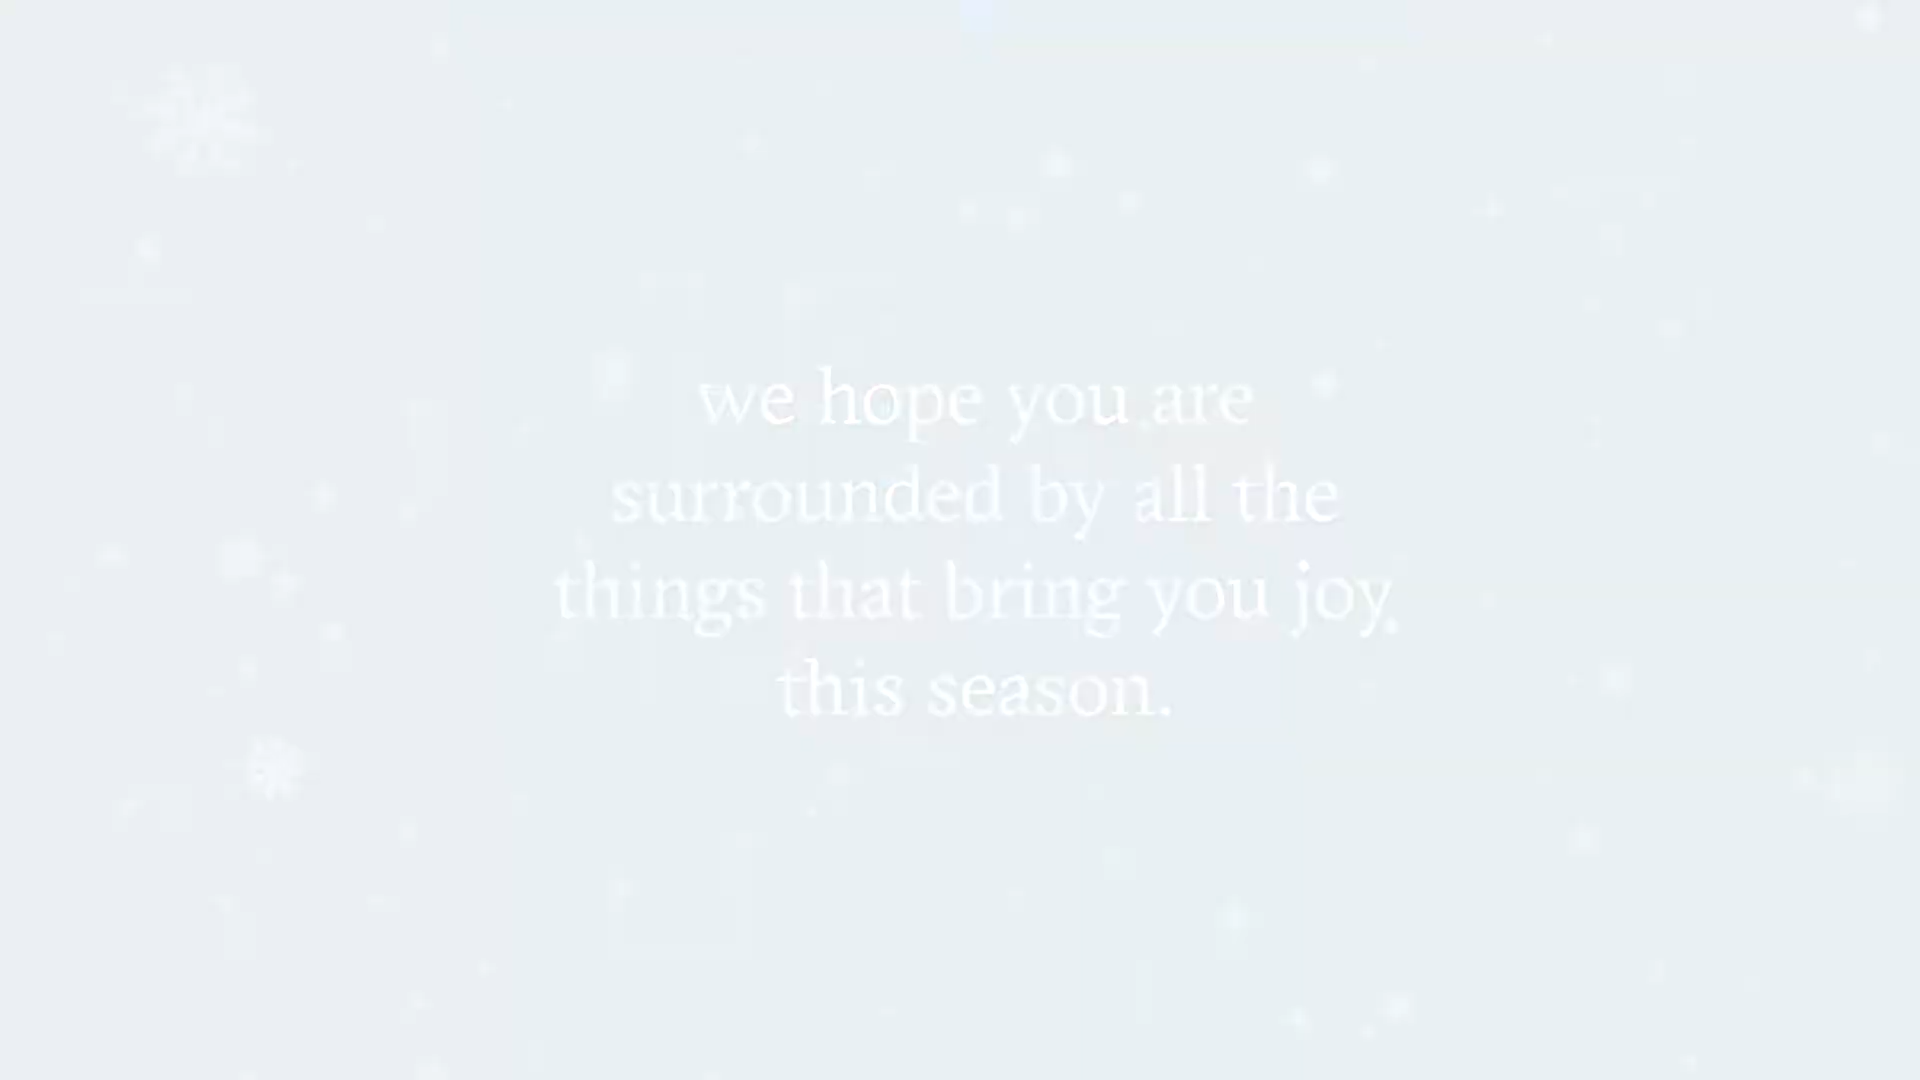 we hope you are
surrounded by all the
things that bring you joy
this season.